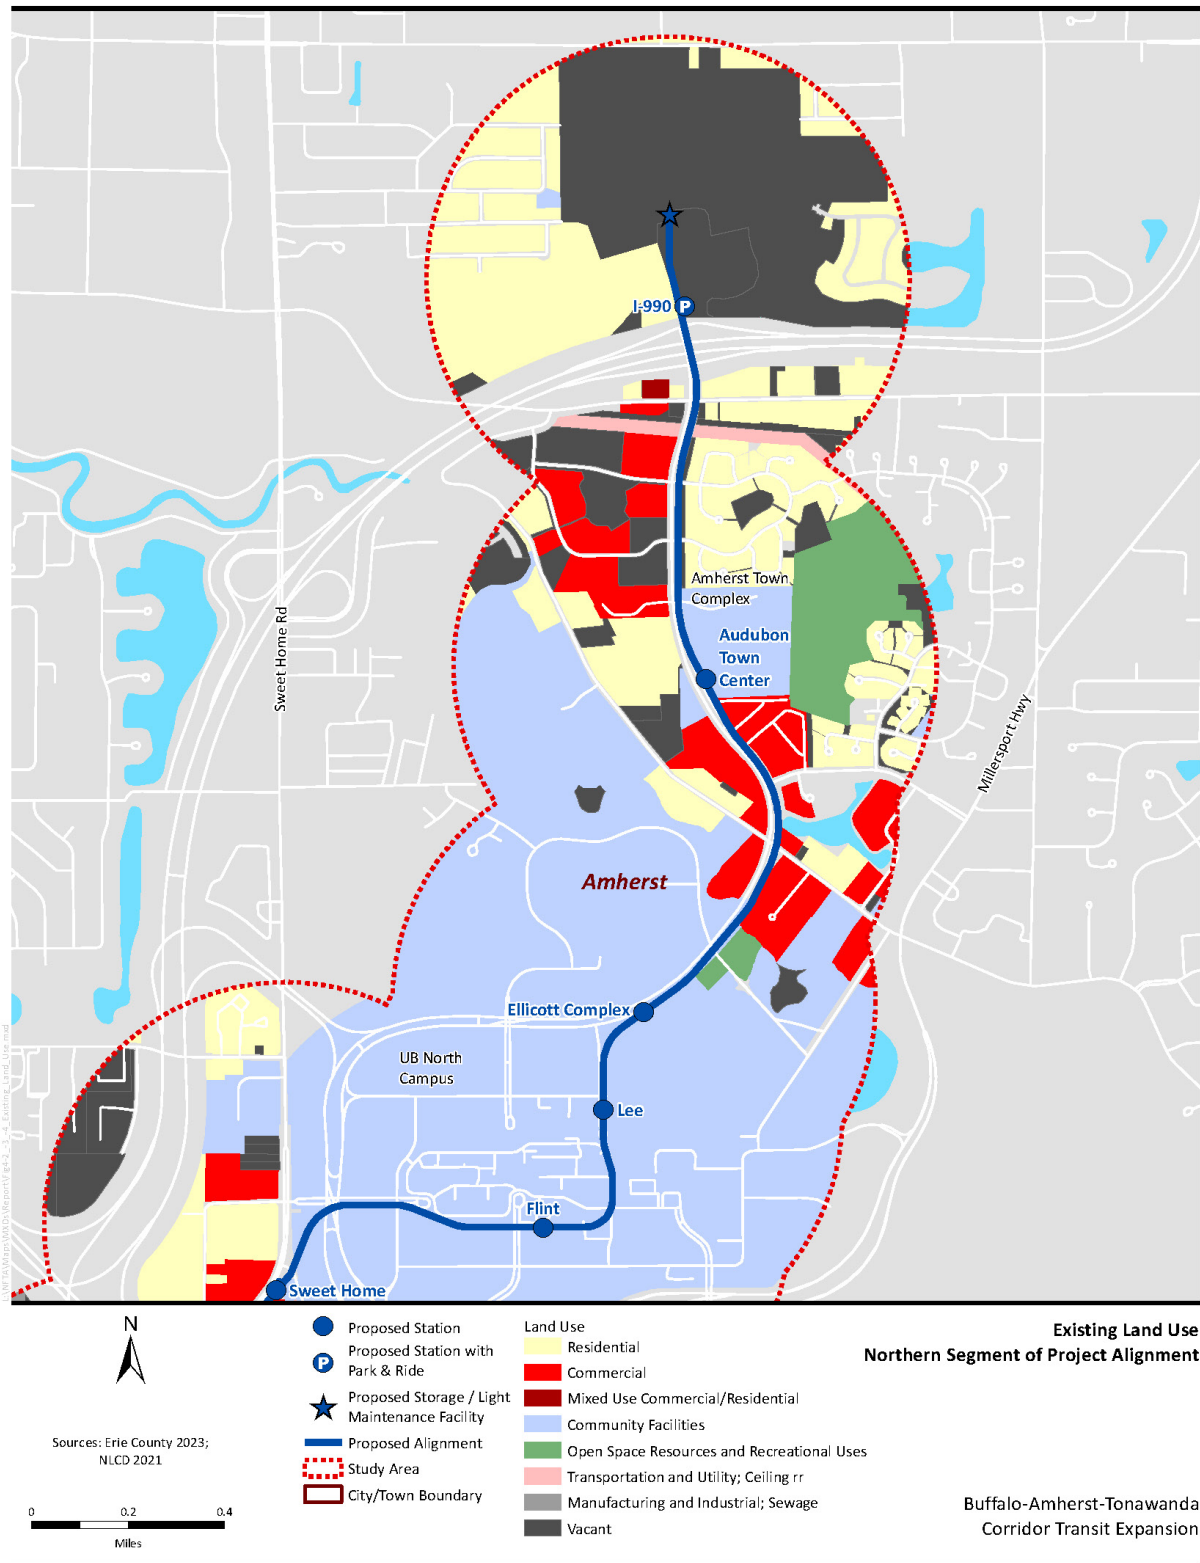 I-990
P
Amherst Town
Complex
Audubon
Town
Center
Sweet Home Rd
Millersport Hwy
Amherst
Ellicott Complex
UB North
Campus
Lee
Flint
Sweet Home
N
Sources: Erie County 2023;
NLCD 2021
0 0.2 0.4
Miles
Proposed Station
P
Proposed Station with
Park & Ride
Proposed Storage / Light
Maintenance Facility
Proposed Alignment
Study Area
City/Town Boundary
Land Use
Residential
Commercial
Mixed Use Commercial/Residential
Community Facilities
Open Space Resources and Recreational Uses
Transportation and Utility; Ceiling rr
Manufacturing and Industrial; Sewage
Vacant
Existing Land Use
Northern Segment of Project Alignment
Buffalo-Amherst-Tonawanda
Corridor Transit Expansion